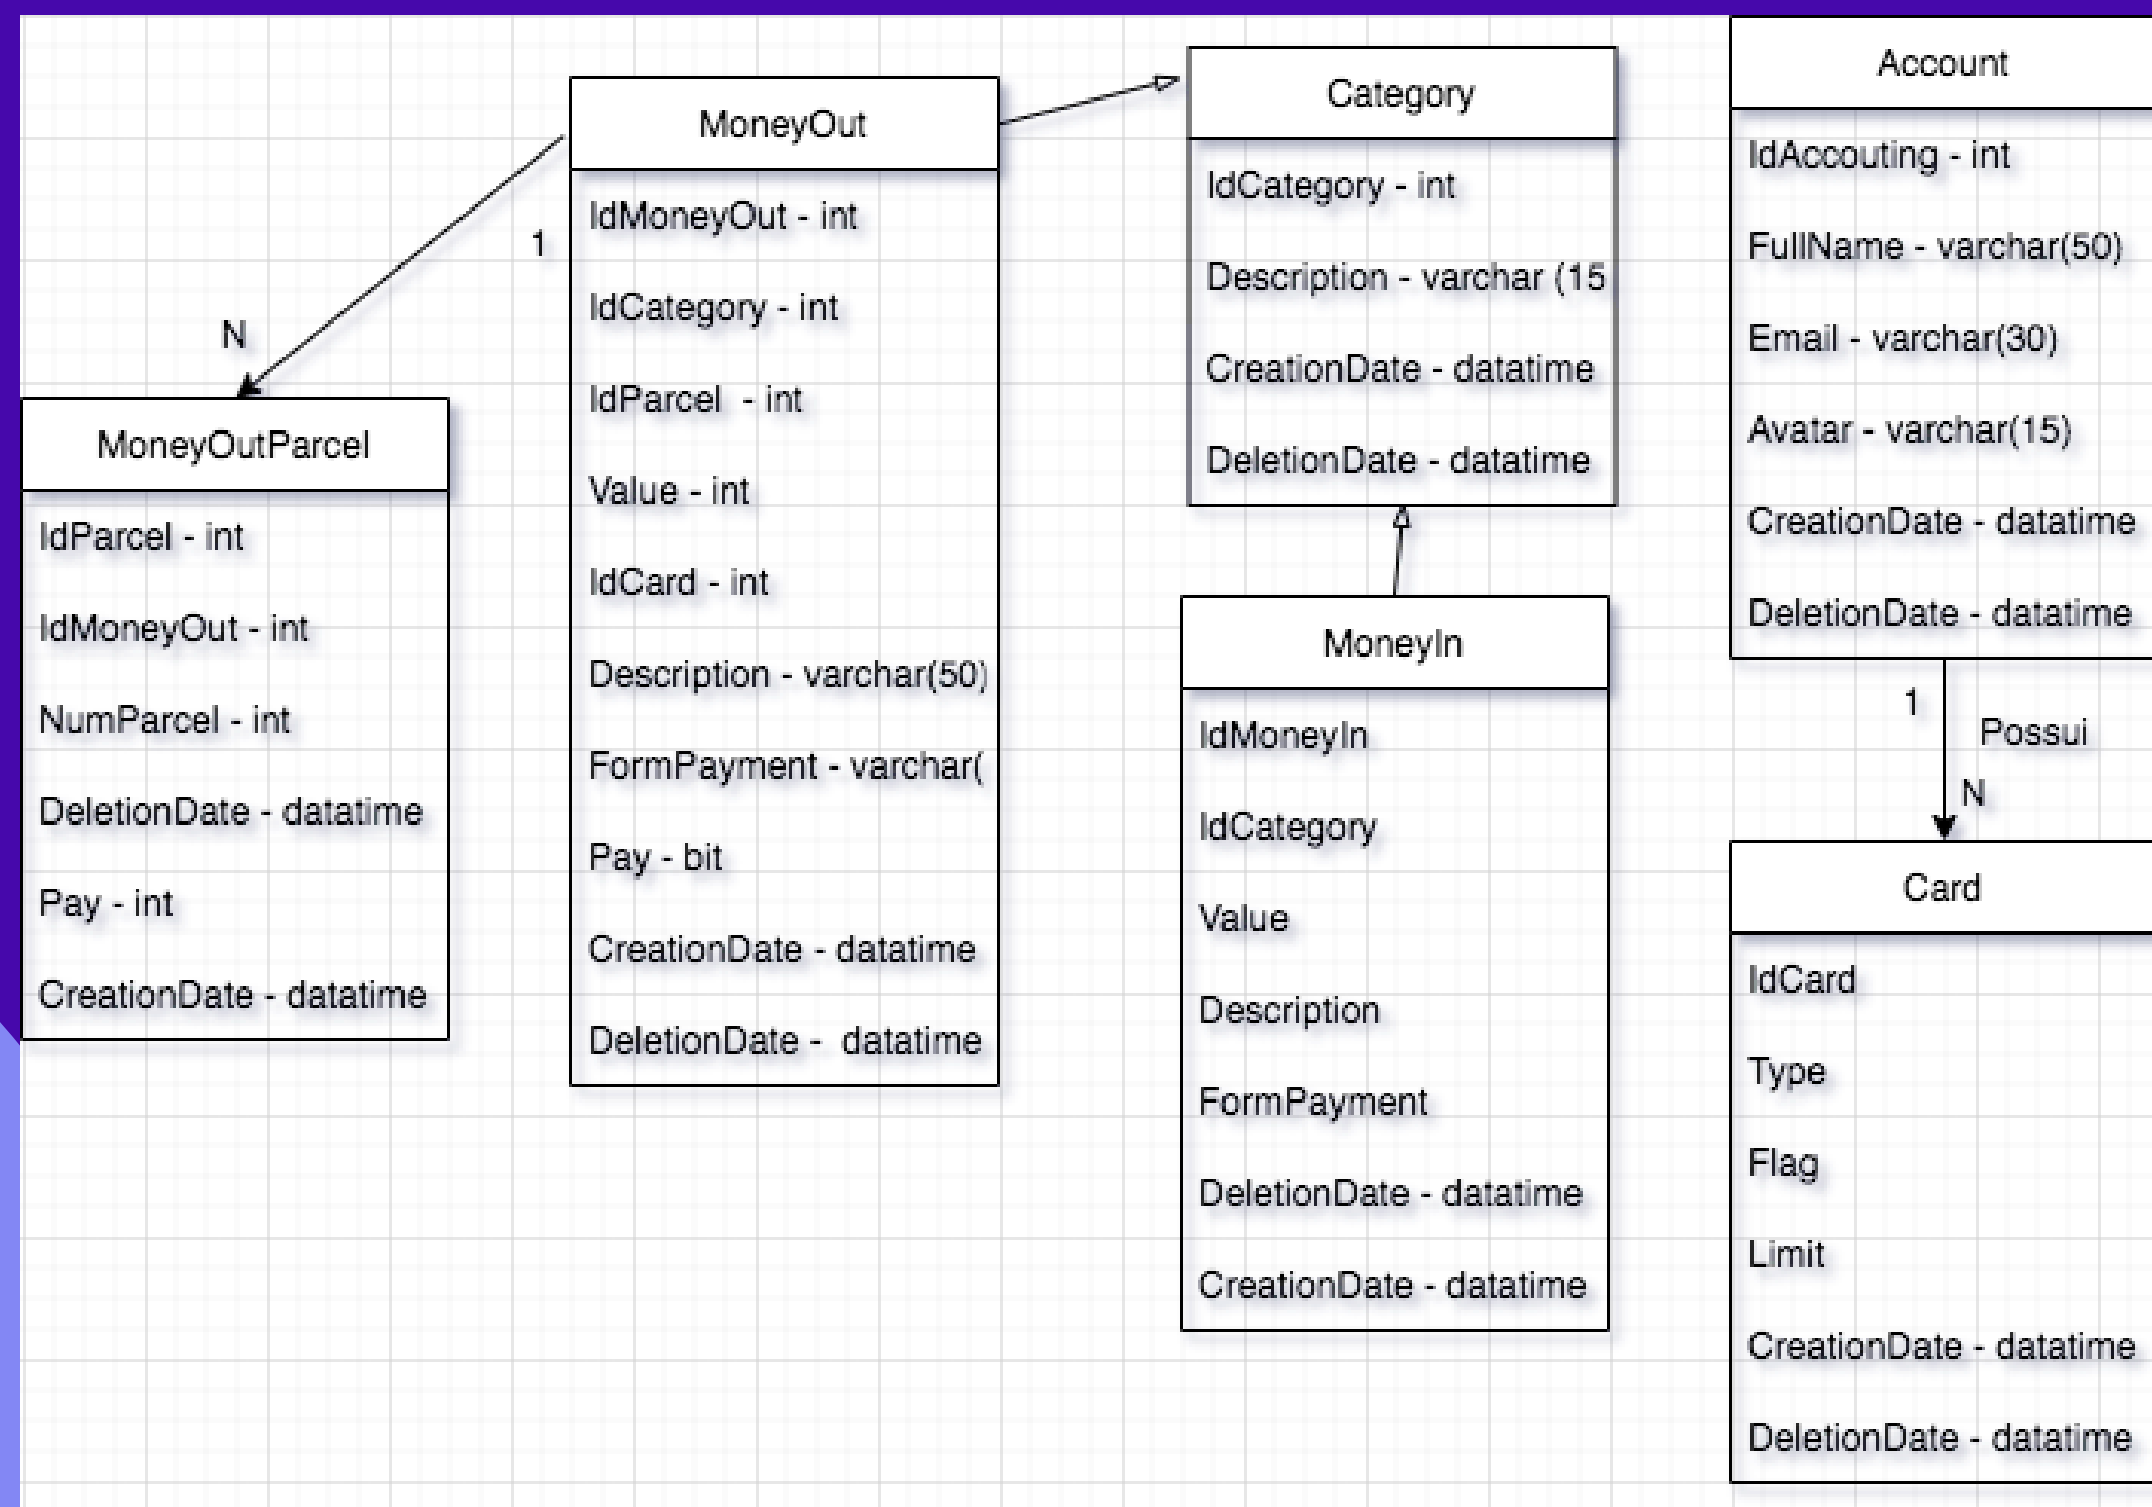 MoneyOutParcel
IdParcel - int
IdMoneyOut - int
NumParcel - int
DeletionDate - datatime
Pay - int
CreationDate - datatime
N
1
MoneyOut
IdMoneyOut - int
IdCategory - int
IdParcel - int
Value - int
IdCard - int
Description - varchar(50)
FormPayment - varchar(
Pay - bit
CreationDate - datatime
DeletionDate - datatime
Category
IdCategory - int
Description - varchar (15
CreationDate - datatime
DeletionDate - datatime
MoneyIn
IdMoneyIn
IdCategory
Value
Description
FormPayment
DeletionDate - datatime
CreationDate - datatime
Account
IdAccouting - int
FullName - varchar(50)
Email - varchar(30)
Avatar - varchar(15)
CreationDate - datatime
DeletionDate - datatime
1
Possui
N
Card
IdCard
Type
Flag
Limit
CreationDate - datatime
DeletionDate - datatime